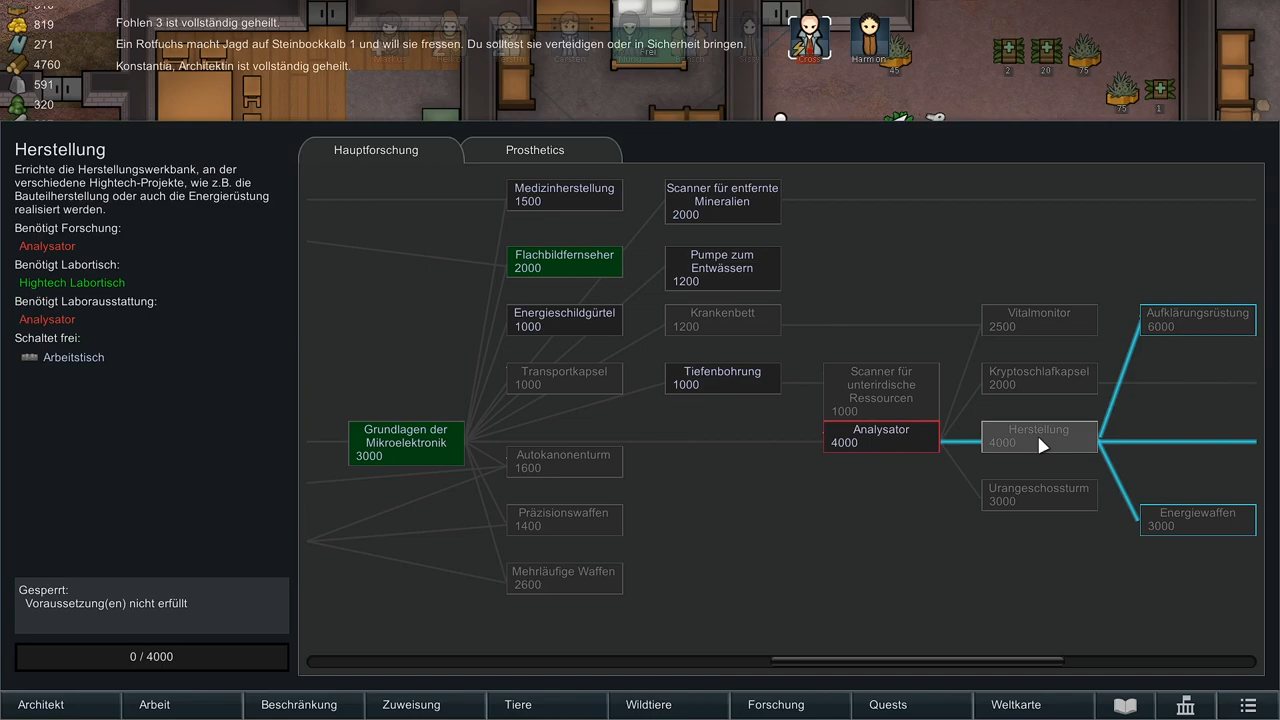 819
271
4760
591
320
Fohlen 3 ist vollständig geheilt.
Ein Rotfuchs macht Jagd auf Steinbockkalb 1 und will sie fressen. Du solltest sie verteidigen oder in Sicherheit bringen.
Konstantia, Architektin ist vollständig geheilt.
Frei
Cross
Harmon
45
2
20
75
75
1
Herstellung
Errichte die Herstellungswerkbank, an der
verschiedene Hightech-Projekte, wie z.B. die
Bauteilherstellung oder auch die Energierüstung
realisiert werden.
Benötigt Forschung:
Analysator
Benötigt Labortisch:
Hightech Labortisch
Benötigt Laborausstattung:
Analysator
Schaltet frei:
Arbeitstisch
Gesperrt:
Voraussetzung(en) nicht erfüllt
0 / 4000
Hauptforschung
Prosthetics
Medizinherstellung
1500
Scanner für entfernte
Mineralien
2000
Flachbildfernseher
2000
Pumpe zum
Entwässern
1200
Energieschildgürtel
1000
Krankenbett
1200
Vitalmonitor
2500
Aufklärungsrüstung
6000
Transportkapsel
1000
Tiefenbohrung
1000
Scanner für
unterirdische
Ressourcen
1000
Kryptoschlafkapsel
2000
Grundlagen der
Mikroelektronik
3000
Analysator
4000
Herstellung
4000
Autokanonenturm
1600
Urangeschossturm
3000
Präzisionswaffen
1400
Energiewaffen
3000
Mehrläufige Waffen
2600
Architekt
Arbeit
Beschränkung
Zuweisung
Tiere
Wildtiere
Forschung
Quests
Weltkarte